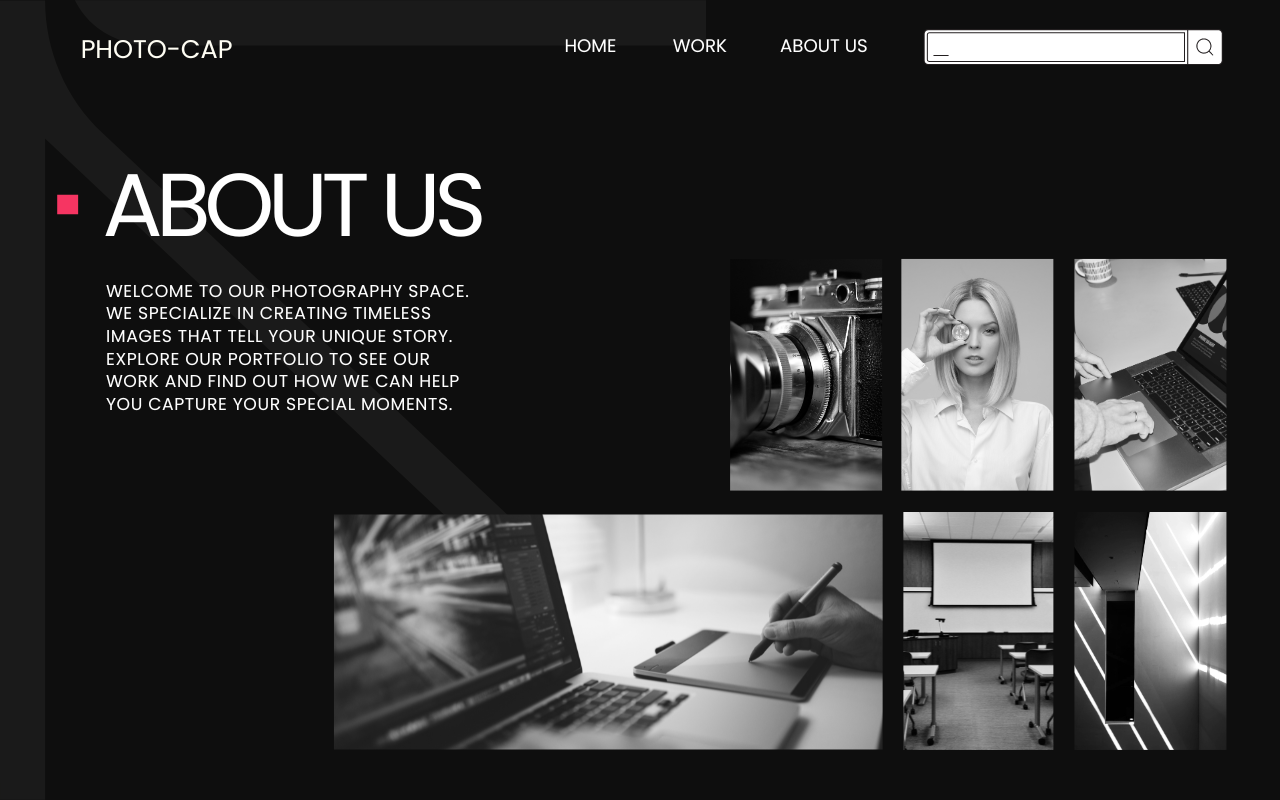 PHOTO-CAP
HOME
WORK
ABOUT US
ABOUT US
WELCOME TO OUR PHOTOGRAPHY SPACE.
WE SPECIALIZE IN CREATING TIMELESS
IMAGES THAT TELL YOUR UNIQUE STORY.
EXPLORE OUR PORTFOLIO TO SEE OUR
WORK AND FIND OUT HOW WE CAN HELP
YOU CAPTURE YOUR SPECIAL MOMENTS.